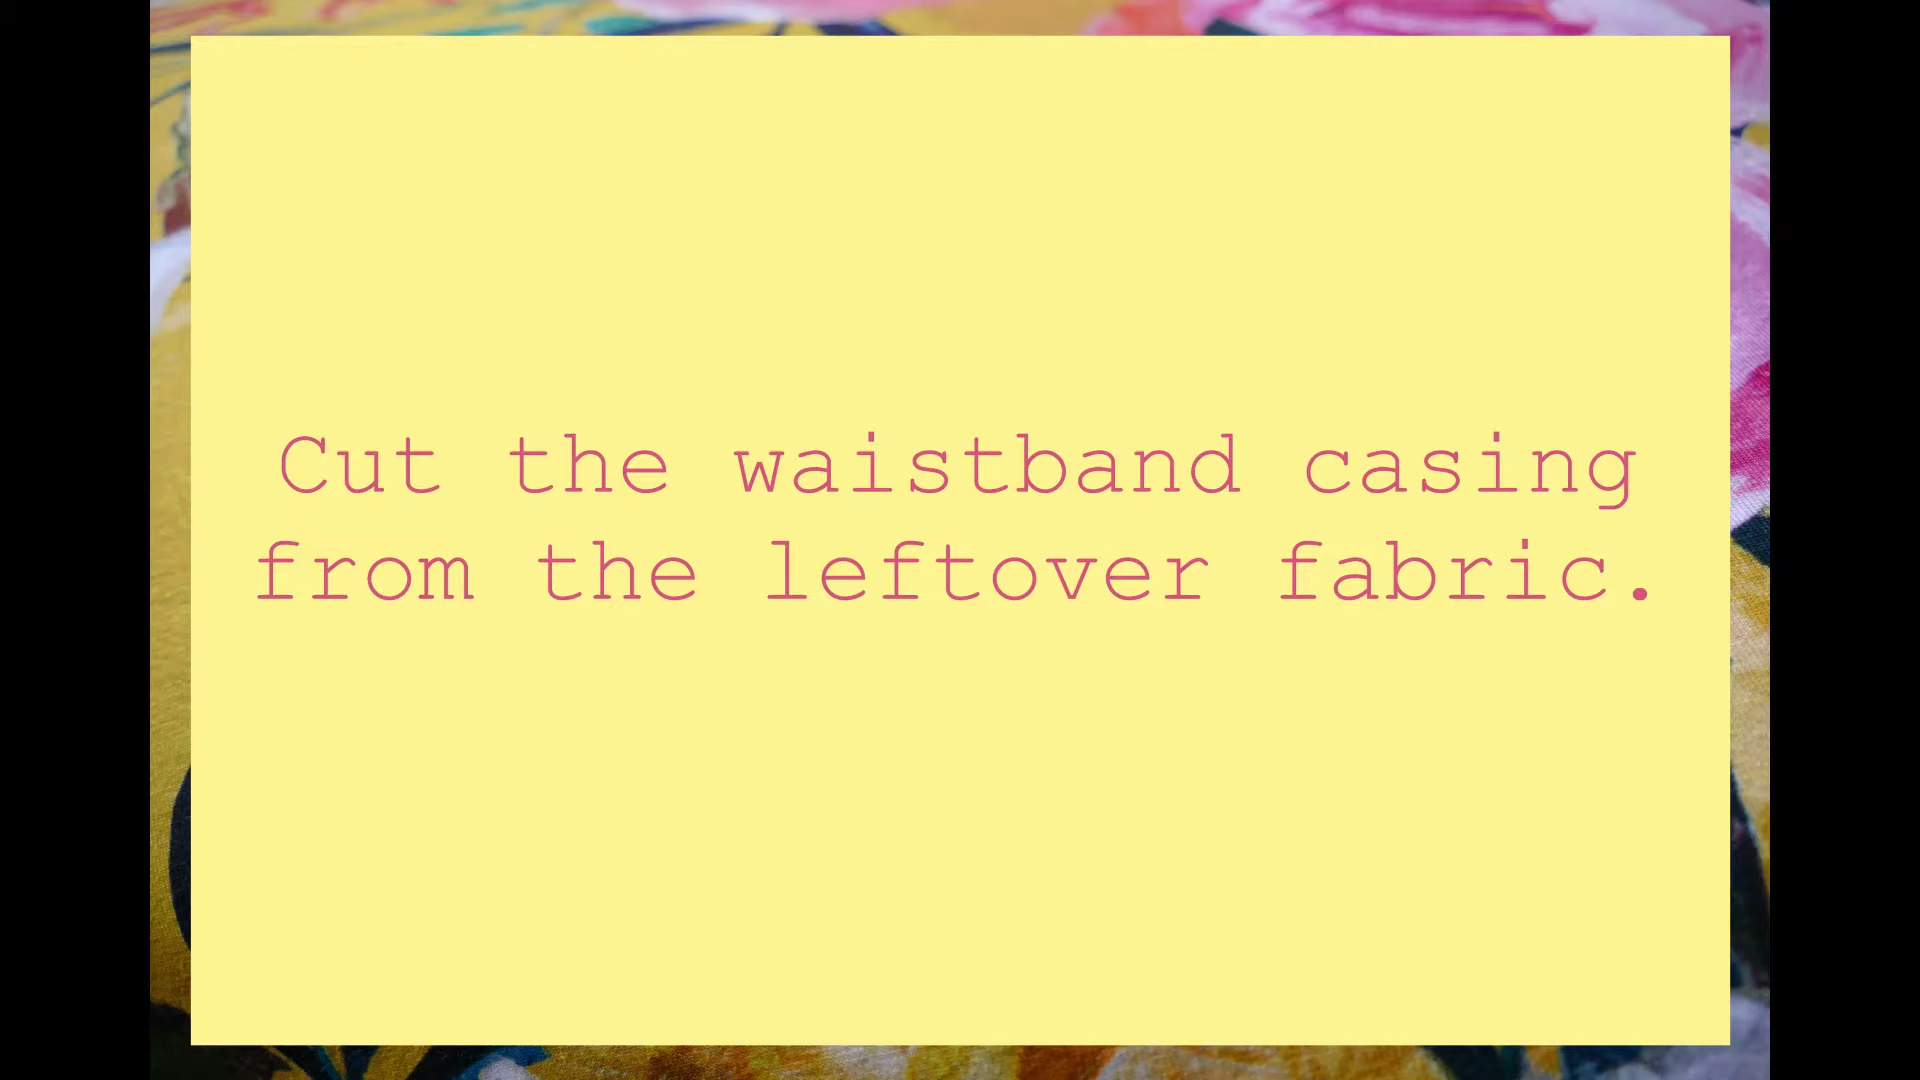 Cut the waistband casing
from the leftover fabric.